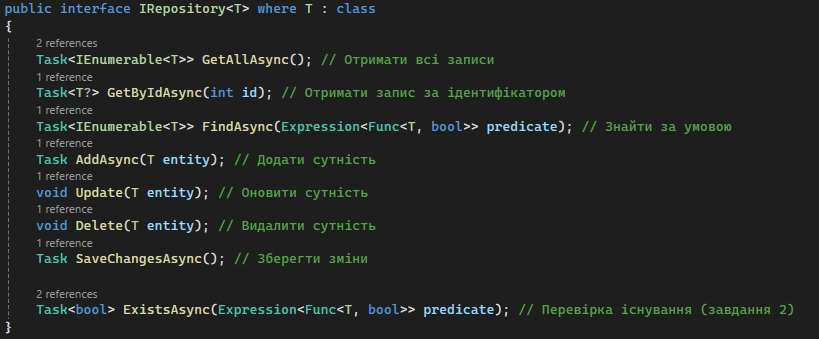 public interface IRepository<T> where T : class
{
2 references
Task<IEnumerable<T>> GetAllAsync(); // Отримати всі записи
1 reference
Task<T?> GetByIdAsync(int id); // Отримати запис за ідентифікатором
1 reference
Task<IEnumerable<T>> FindAsync(Expression<Func<T, bool>> predicate); // Знайти за умовою
1 reference
Task AddAsync(T entity); // Додати сутність
1 reference
void Update(T entity); // Оновити сутність
1 reference
void Delete(T entity); // Видалити сутність
1 reference
Task SaveChangesAsync(); // Зберегти зміни
2 references
Task<bool> ExistsAsync(Expression<Func<T, bool>> predicate); // Перевірка існування (завдання 2)
}